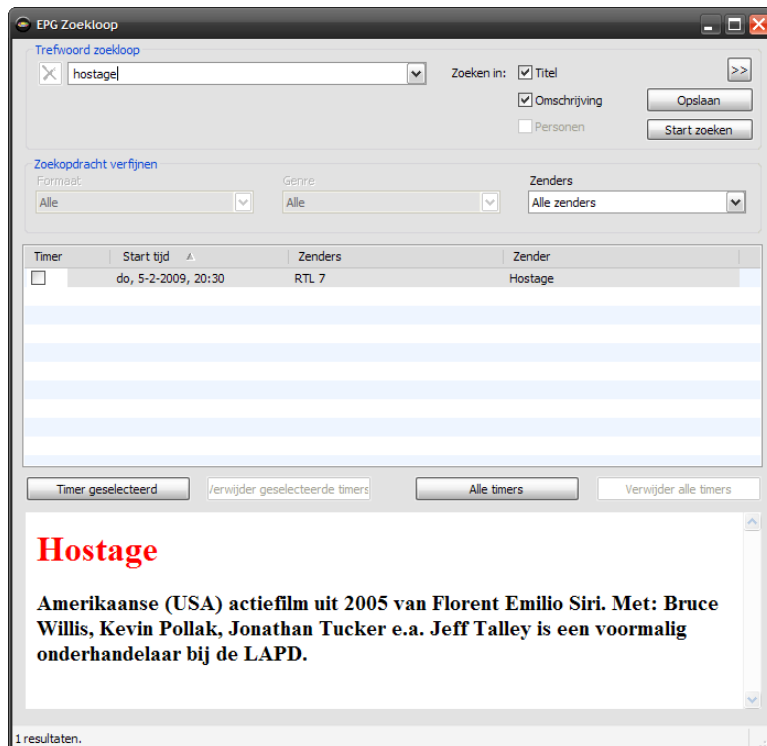 EPG Zoekloop
Trefwoord zoekloop
hostage
Zoeken in:
Titel
>>
Omschrijving
Opslaan
Personen
Start zoeken
Zoekopdracht verfijnen
Formaat
Genre
Zenders
Alle
Alle
Alle zenders
Timer
Start tijd
Zenders
Zender
do, 5-2-2009, 20:30
RTL 7
Hostage
Timer geselecteerd
Verwijder geselecteerde timers
Alle timers
Verwijder alle timers
Hostage
Amerikaanse (USA) actiefilm uit 2005 van Florent Emilio Siri. Met: Bruce
Willis, Kevin Pollak, Jonathan Tucker e.a. Jeff Talley is een voormalig
onderhandelaar bij de LAPD.
1 resultaten.